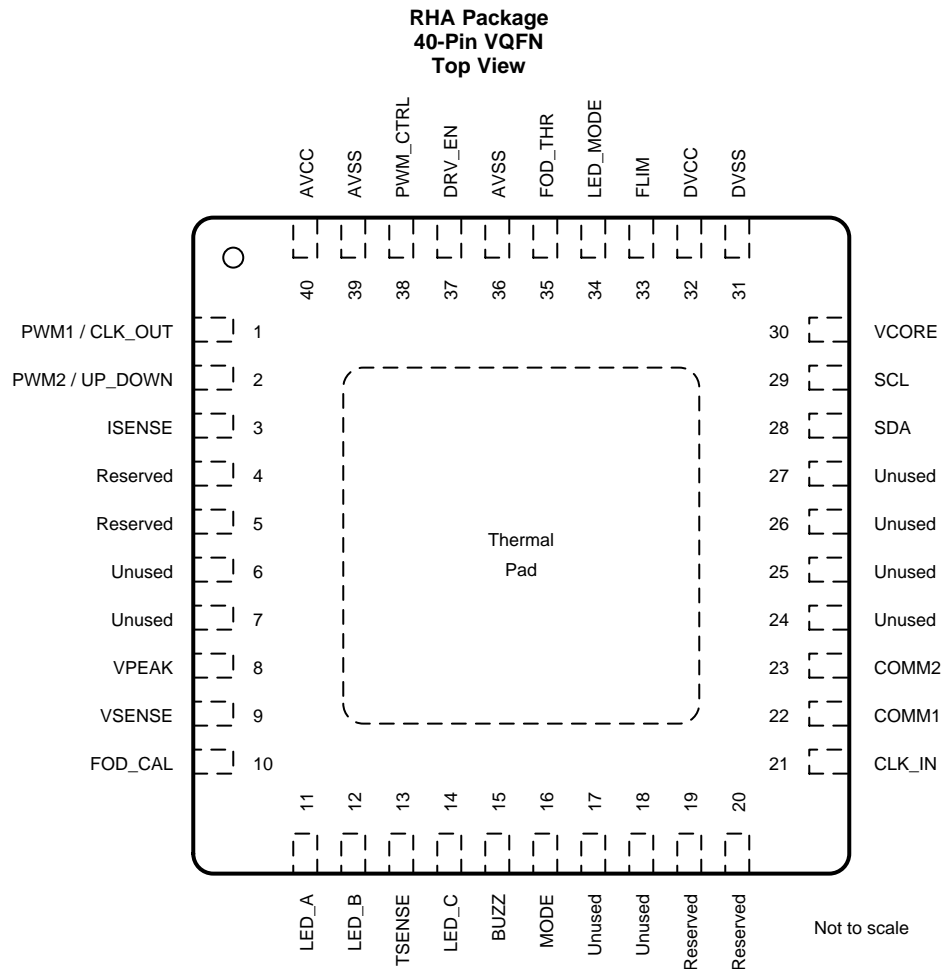 RHA Package
40-Pin VQFN
Top View
AVCC
AVSS
PWM_CTRL
DRV_EN
AVSS
FOD_THR
LED_MODE
FLIM
DVCC
DVSS
40
39
38
37
36
35
34
33
32
31
PWM1 / CLK_OUT 1
30 VCORE
PWM2 / UP_DOWN 2
29 SCL
ISENSE 3
28 SDA
Reserved 4
27 Unused
Reserved 5
26 Unused
Thermal
Pad
Unused 6
25 Unused
Unused 7
24 Unused
VPEAK 8
23 COMM2
VSENSE 9
22 COMM1
FOD_CAL 10
21 CLK_IN
11
12
13
14
15
16
17
18
19
20
LED_A
LED_B
TSENSE
LED_C
BUZZ
MODE
Unused
Unused
Reserved
Reserved
Not to scale